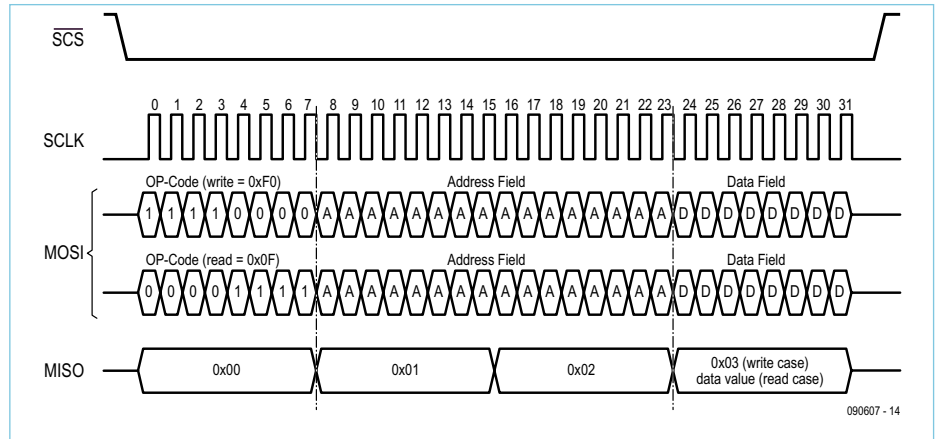 SCS
0 1 2 3 4 5 6 7 8 9 10 11 12 13 14 15 16 17 18 19 20 21 22 23 24 25 26 27 28 29 30 31
SCLK
OP-Code (write = 0xF0) Address Field Data Field
1 1 1 1 0 0 0 0 A A A A A A A A A A A A A A A A D D D D D D D D
MOSI
OP-Code (read = 0x0F) Address Field Data Field
0 0 0 0 1 1 1 1 A A A A A A A A A A A A A A A A D D D D D D D D
MISO 0x00 0x01 0x02 0x03 (write case)
data value (read case)
090607 - 14